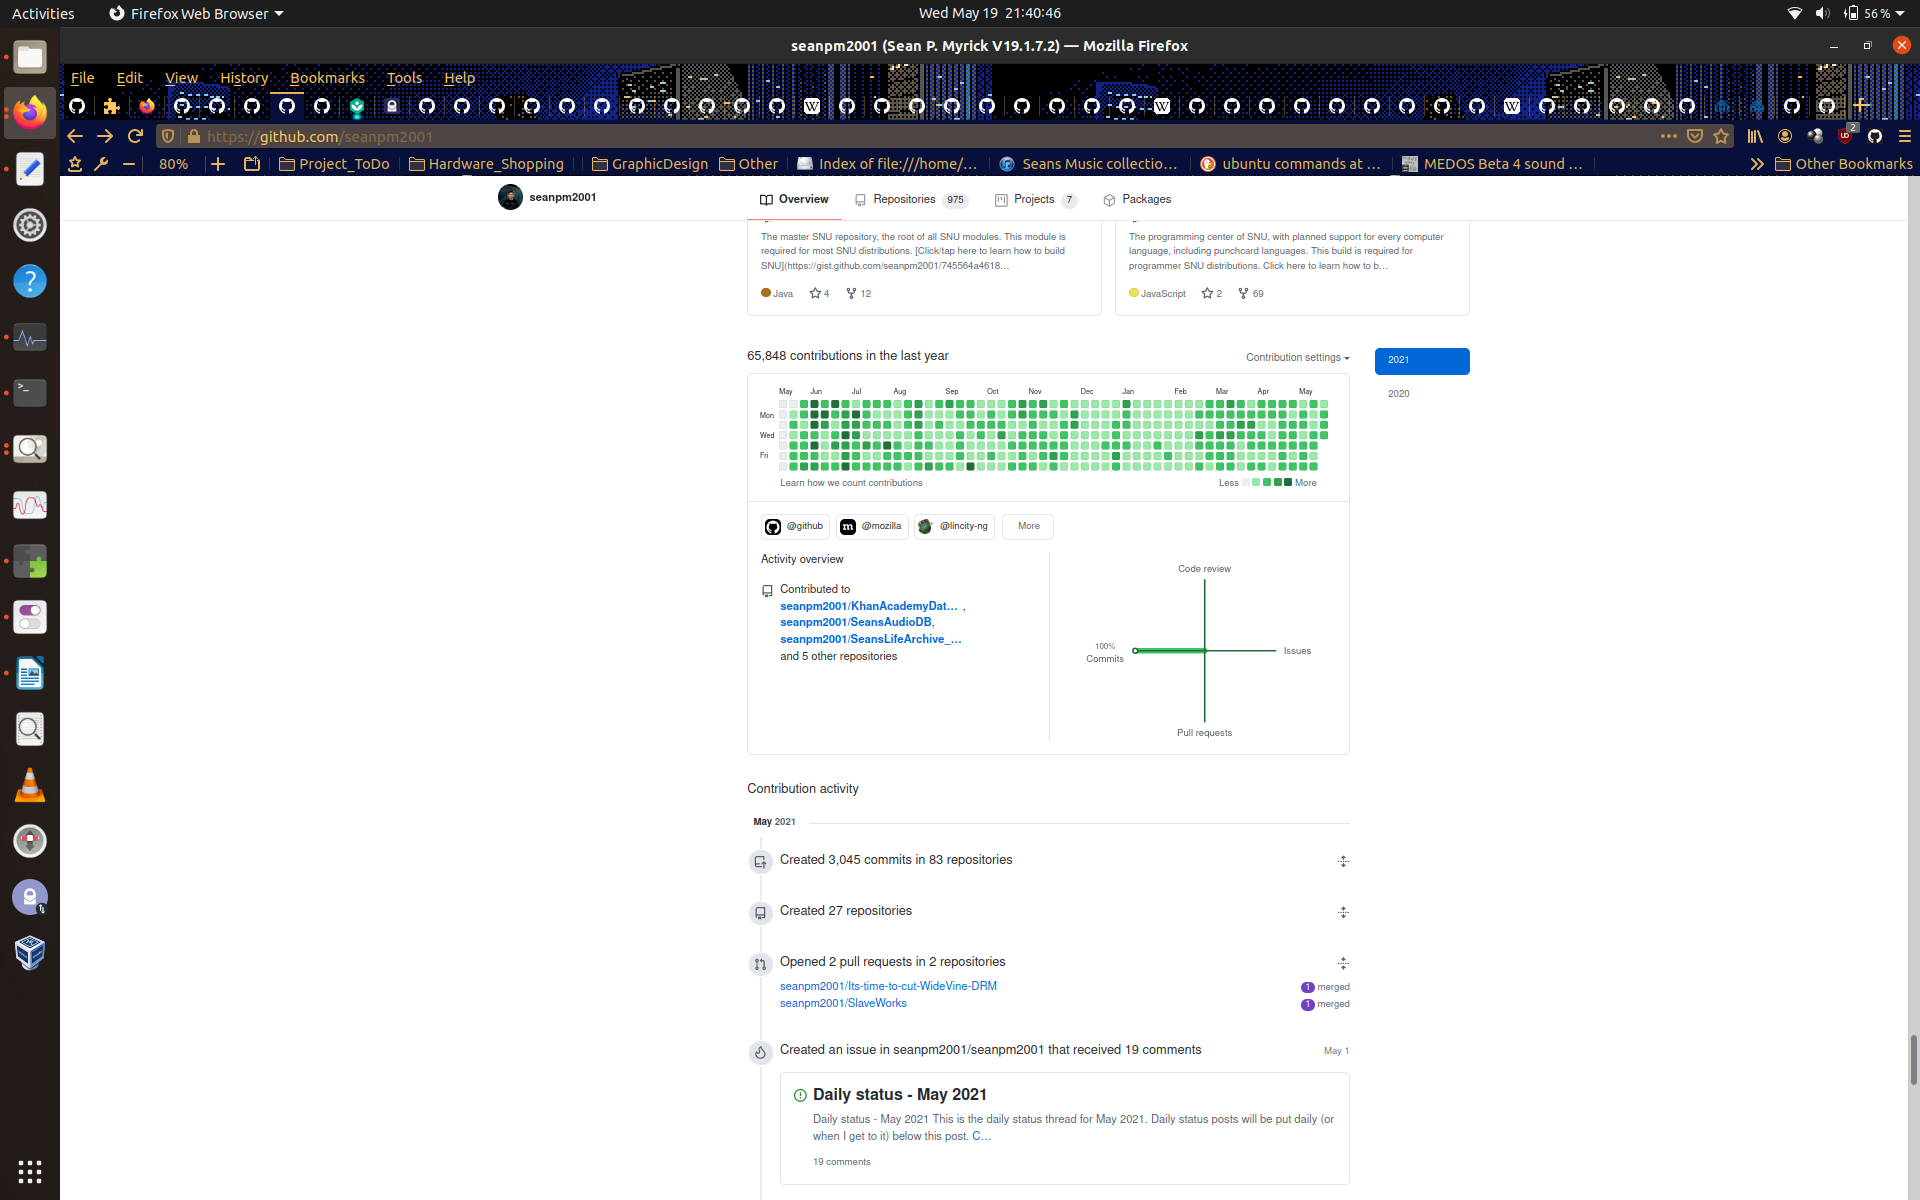 Activities
Firefox Web Browser
Wed May 19 21:40:46
56 %
seanpm2001 (Sean P. Myrick V19.1.7.2) — Mozilla Firefox
File Edit View History Bookmarks Tools Help
https://github.com/seanpm2001
2
80%
Project_ToDo
Hardware_Shopping
GraphicDesign
Other
Index of file:///home/...
Seans Music collectio...
ubuntu commands at ...
MEDOS Beta 4 sound ...
Other Bookmarks
seanpm2001
Overview
Repositories 975
Projects 7
Packages
The master SNU repository, the root of all SNU modules. This module is
required for most SNU distributions. [Click/tap here to learn how to build
SNU](https://gist.github.com/seanpm2001/745564a4618...
Java 4 12
The programming center of SNU, with planned support for every computer
language, including punchcard languages. This build is required for
programmer SNU distributions. Click here to learn how to b...
JavaScript 2 69
65,848 contributions in the last year
Contribution settings
2021
2020
May Jun Jul Aug Sep Oct Nov Dec Jan Feb Mar Apr May
Mon
Wed
Fri
Learn how we count contributions
Less More
@github
@mozilla
@lincity-ng
More
Activity overview
Contributed to
seanpm2001/KhanAcademyDat... ,
seanpm2001/SeansAudioDB,
seanpm2001/SeansLifeArchive_...
and 5 other repositories
Code review
100%
Commits
Issues
Pull requests
Contribution activity
May 2021
Created 3,045 commits in 83 repositories
Created 27 repositories
Opened 2 pull requests in 2 repositories
seanpm2001/Its-time-to-cut-WideVine-DRM 1 merged
seanpm2001/SlaveWorks 1 merged
Created an issue in seanpm2001/seanpm2001 that received 19 comments May 1
Daily status - May 2021
Daily status - May 2021 This is the daily status thread for May 2021. Daily status posts will be put daily (or
when I get to it) below this post. C...
19 comments